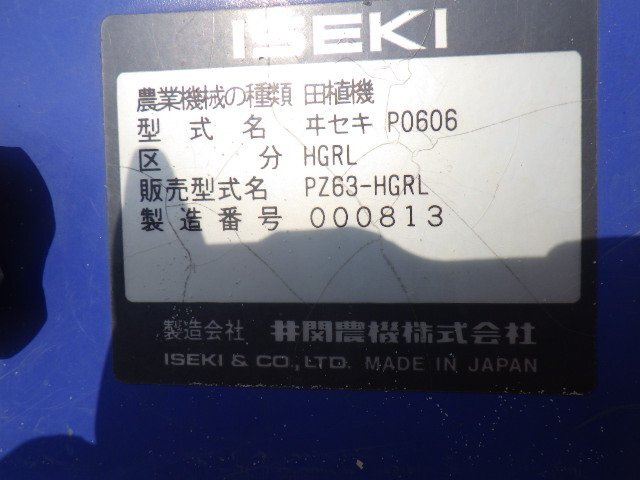 ISEKI
農業機械の種類 田植機
型式名 ヰセキ P0606
区分 HGRL
販売型式名 PZ63-HGRL
製造番号 000813
製造会社 井関農機株式会社
ISEKI & CO., LTD. MADE IN JAPAN